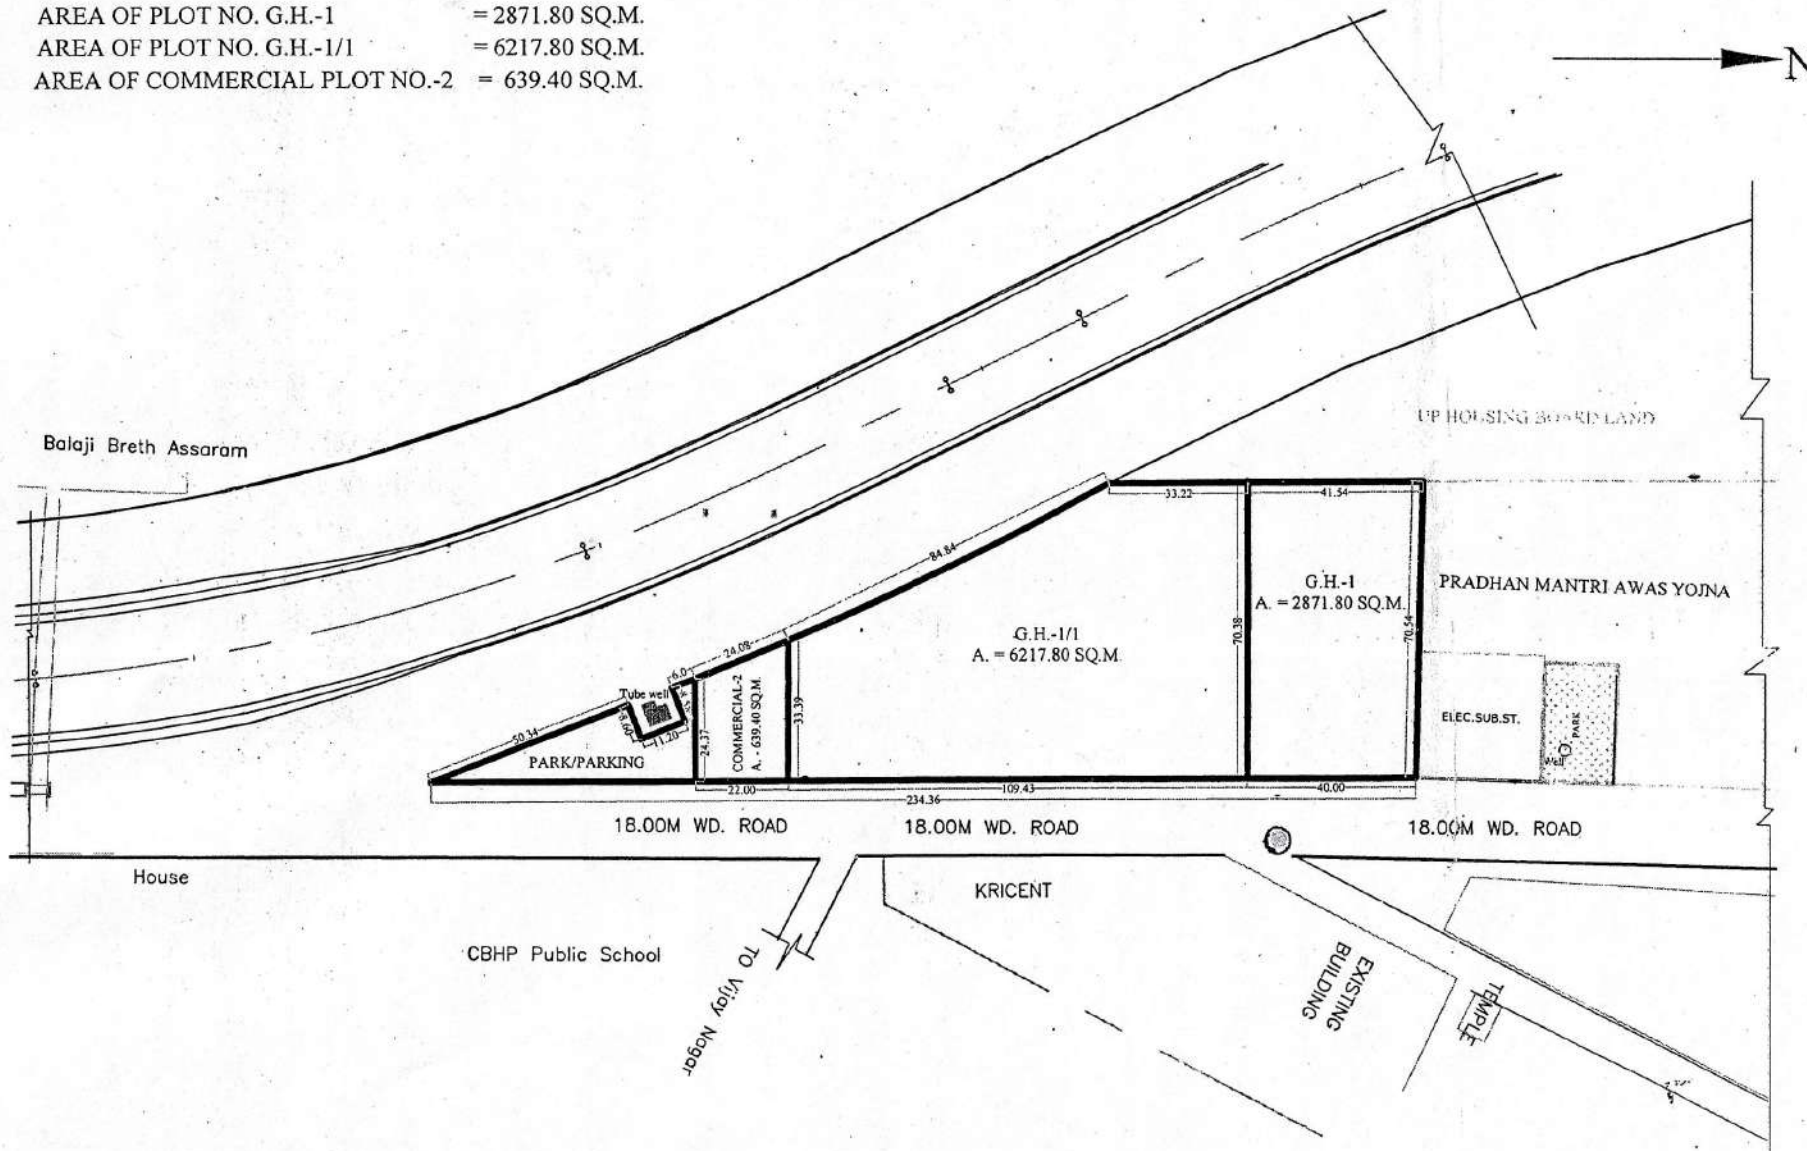 AREA OF PLOT NO. G.H.-1 = 2871.80 SQ.M.
AREA OF PLOT NO. G.H.-1/1 = 6217.80 SQ.M.
AREA OF COMMERCIAL PLOT NO.-2 = 639.40 SQ.M.
N
UP HOUSING BOARD LAND
Balaji Breth Assaram
33.22
41.54
84.84
G.H.-1
A. = 2871.80 SQ.M.
PRADHAN MANTRI AWAS YOJNA
G.H.-1/1
A. = 6217.80 SQ.M.
70.38
70.54
24.08
6.0
Tube well
8.60
11.20
50.34
PARK/PARKING
24.37
COMMERCIAL-2
A. - 639.40 SQ.M.
33.39
ELEC.SUB.ST.
PARK
Well
22.00
109.43
40.00
234.36
18.00M WD. ROAD
18.00M WD. ROAD
18.00M WD. ROAD
House
KRICENT
CBHP Public School
TO Vijay Nagar
EXISTING
BUILDING
TEMPLE